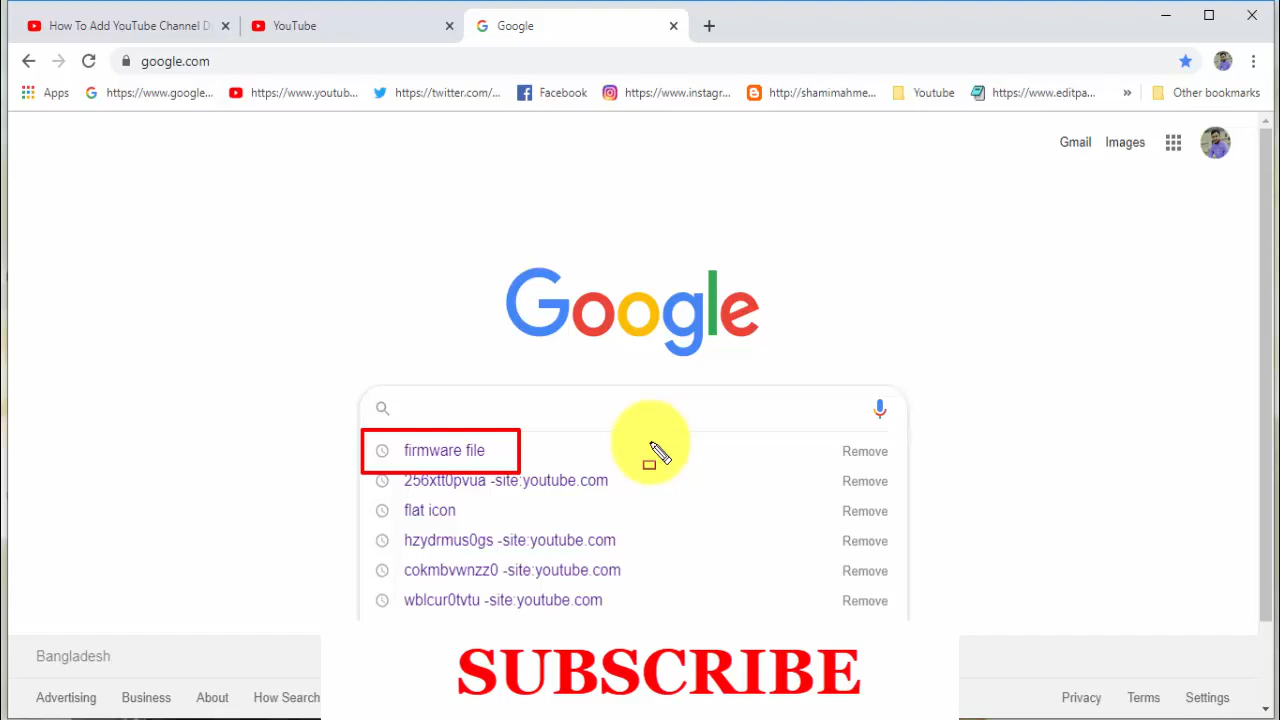 How To Add YouTube Channel D
YouTube
Google
google.com
Apps
https://www.google...
https://www.youtub...
https://twitter.com/...
Facebook
https://www.instagr...
http://shamimahme...
Youtube
https://www.editpa...
»
Other bookmarks
Gmail Images
Google
firmware file Remove
256xtt0pvua -site:youtube.com Remove
flat icon Remove
hzydrmus0gs -site:youtube.com Remove
cokmbvwnzz0 -site:youtube.com Remove
wblcur0tvtu -site:youtube.com Remove
Bangladesh
SUBSCRIBE
Advertising Business About How Search Privacy Terms Settings